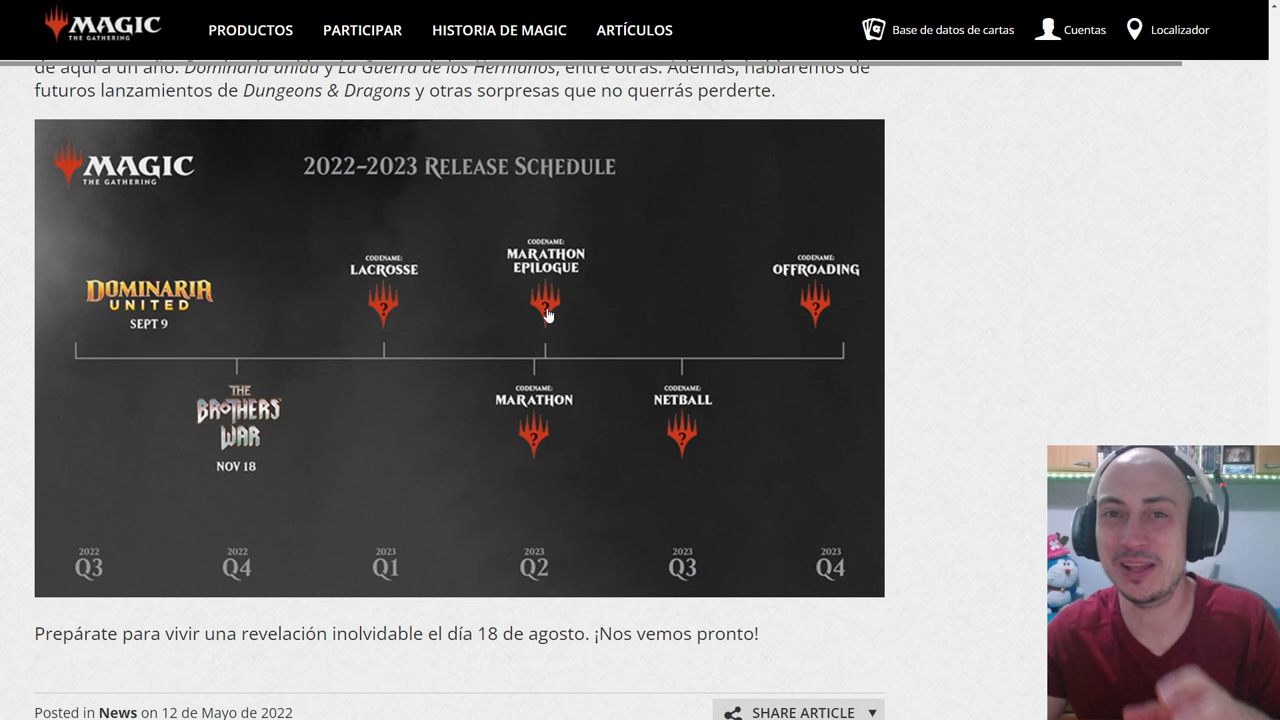 MAGIC
THE GATHERING
PRODUCTOS PARTICIPAR HISTORIA DE MAGIC ARTÍCULOS Base de datos de cartas Cuentas Localizador
de aquí a un año. Dominaria unida y La Guerra de los Hermanos, entre otras. Además, hablaremos de
futuros lanzamientos de Dungeons & Dragons y otras sorpresas que no querrás perderte.
MAGIC
THE GATHERING
2022–2023 RELEASE SCHEDULE
DOMINARIA
UNITED
SEPT 9
CODENAME:
LACROSSE
?
CODENAME:
MARATHON
EPILOGUE
?
CODENAME:
OFFROADING
?
THE
BROTHERS'
WAR
NOV 18
CODENAME:
MARATHON
?
CODENAME:
NETBALL
?
2022 2022 2023 2023 2023 2023
Q3 Q4 Q1 Q2 Q3 Q4
Prepárate para vivir una revelación inolvidable el día 18 de agosto. ¡Nos vemos pronto!
Posted in News on 12 de Mayo de 2022
SHARE ARTICLE